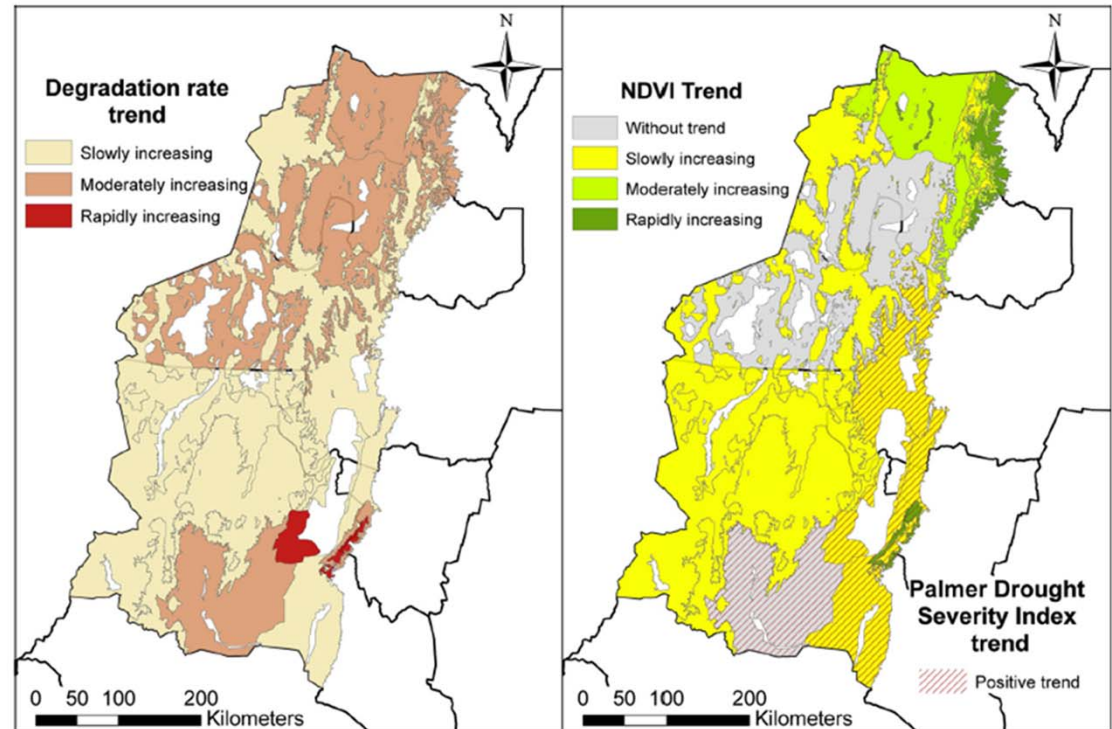 N
Degradation rate
trend
Slowly increasing
Moderately increasing
Rapidly increasing
0 50 100 200
Kilometers
N
NDVI Trend
Without trend
Slowly increasing
Moderately increasing
Rapidly increasing
Palmer Drought
Severity Index
trend
Positive trend
0 50 100 200
Kilometers